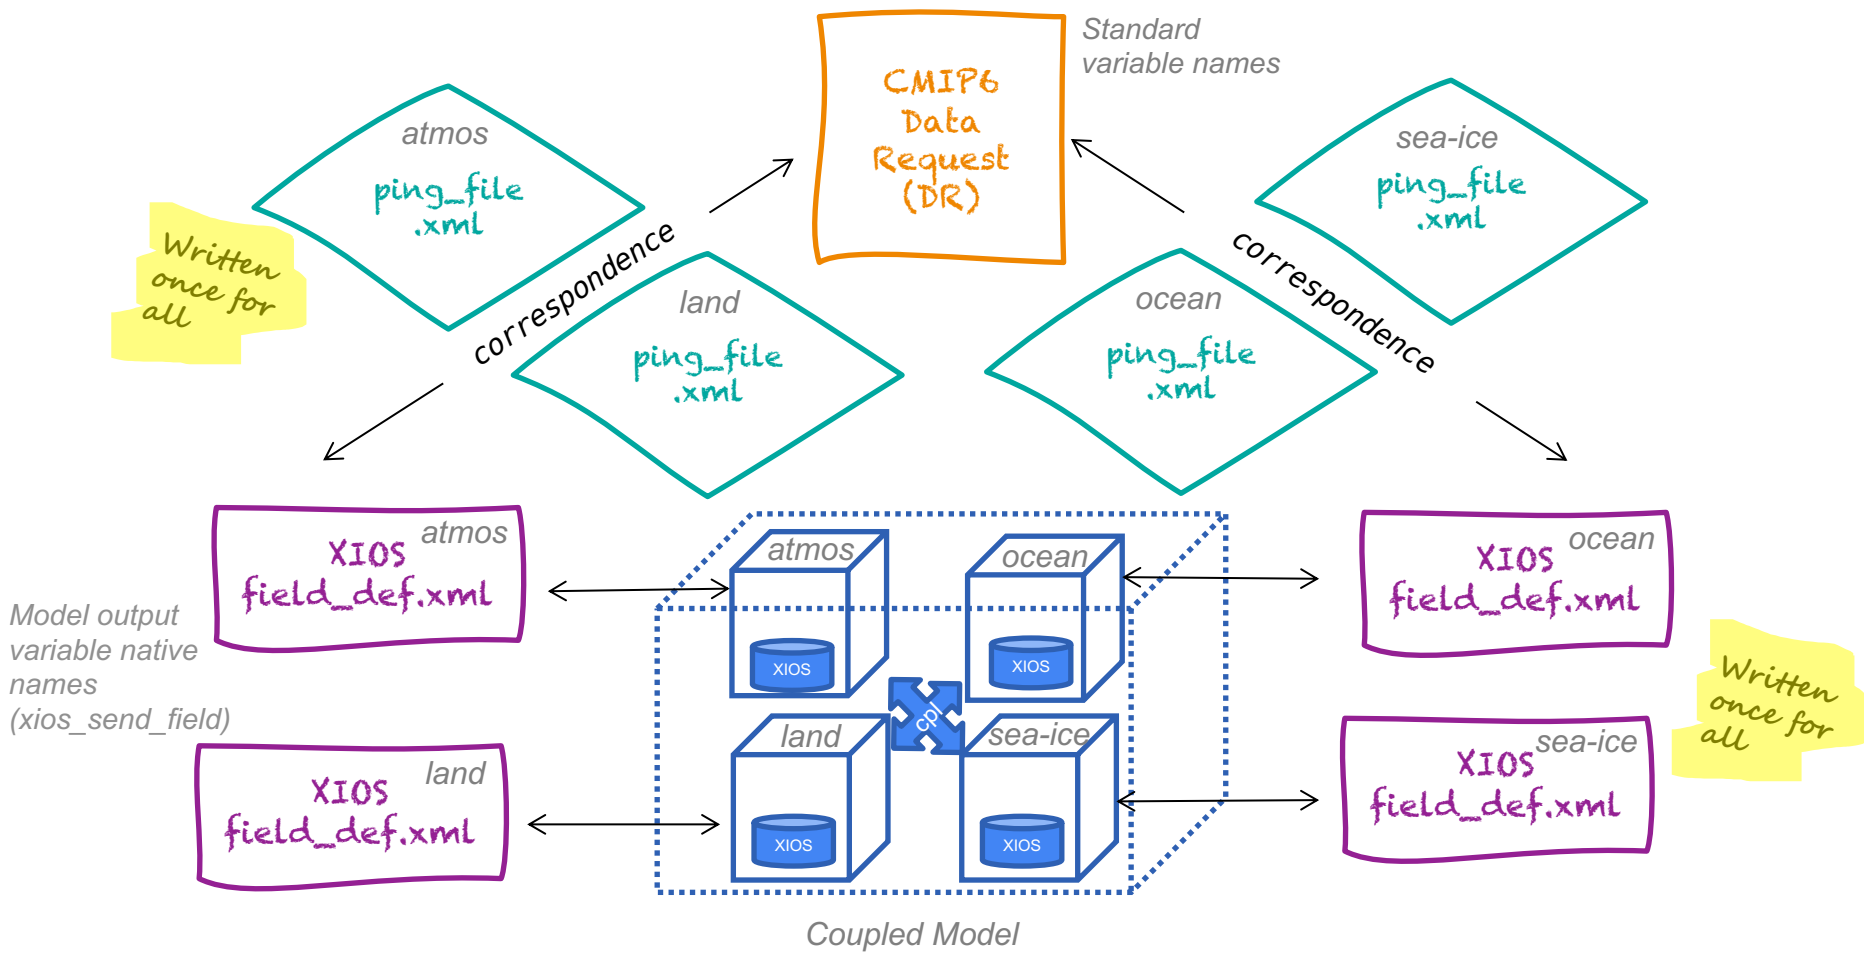 Standard
variable names
CMIP6
Data
Request
(DR)
atmos
ping_file
.xml
sea-ice
ping_file
.xml
Written
once for
all
correspondence
correspondence
land
ping_file
.xml
ocean
ping_file
.xml
atmos
XIOS
field_def.xml
atmos
XIOS
ocean
XIOS
ocean
XIOS
field_def.xml
Model output
variable native
names
(xios_send_field)
cpl
Written
once for
all
land
XIOS
field_def.xml
land
XIOS
sea-ice
XIOS
sea-ice
XIOS
field_def.xml
Coupled Model